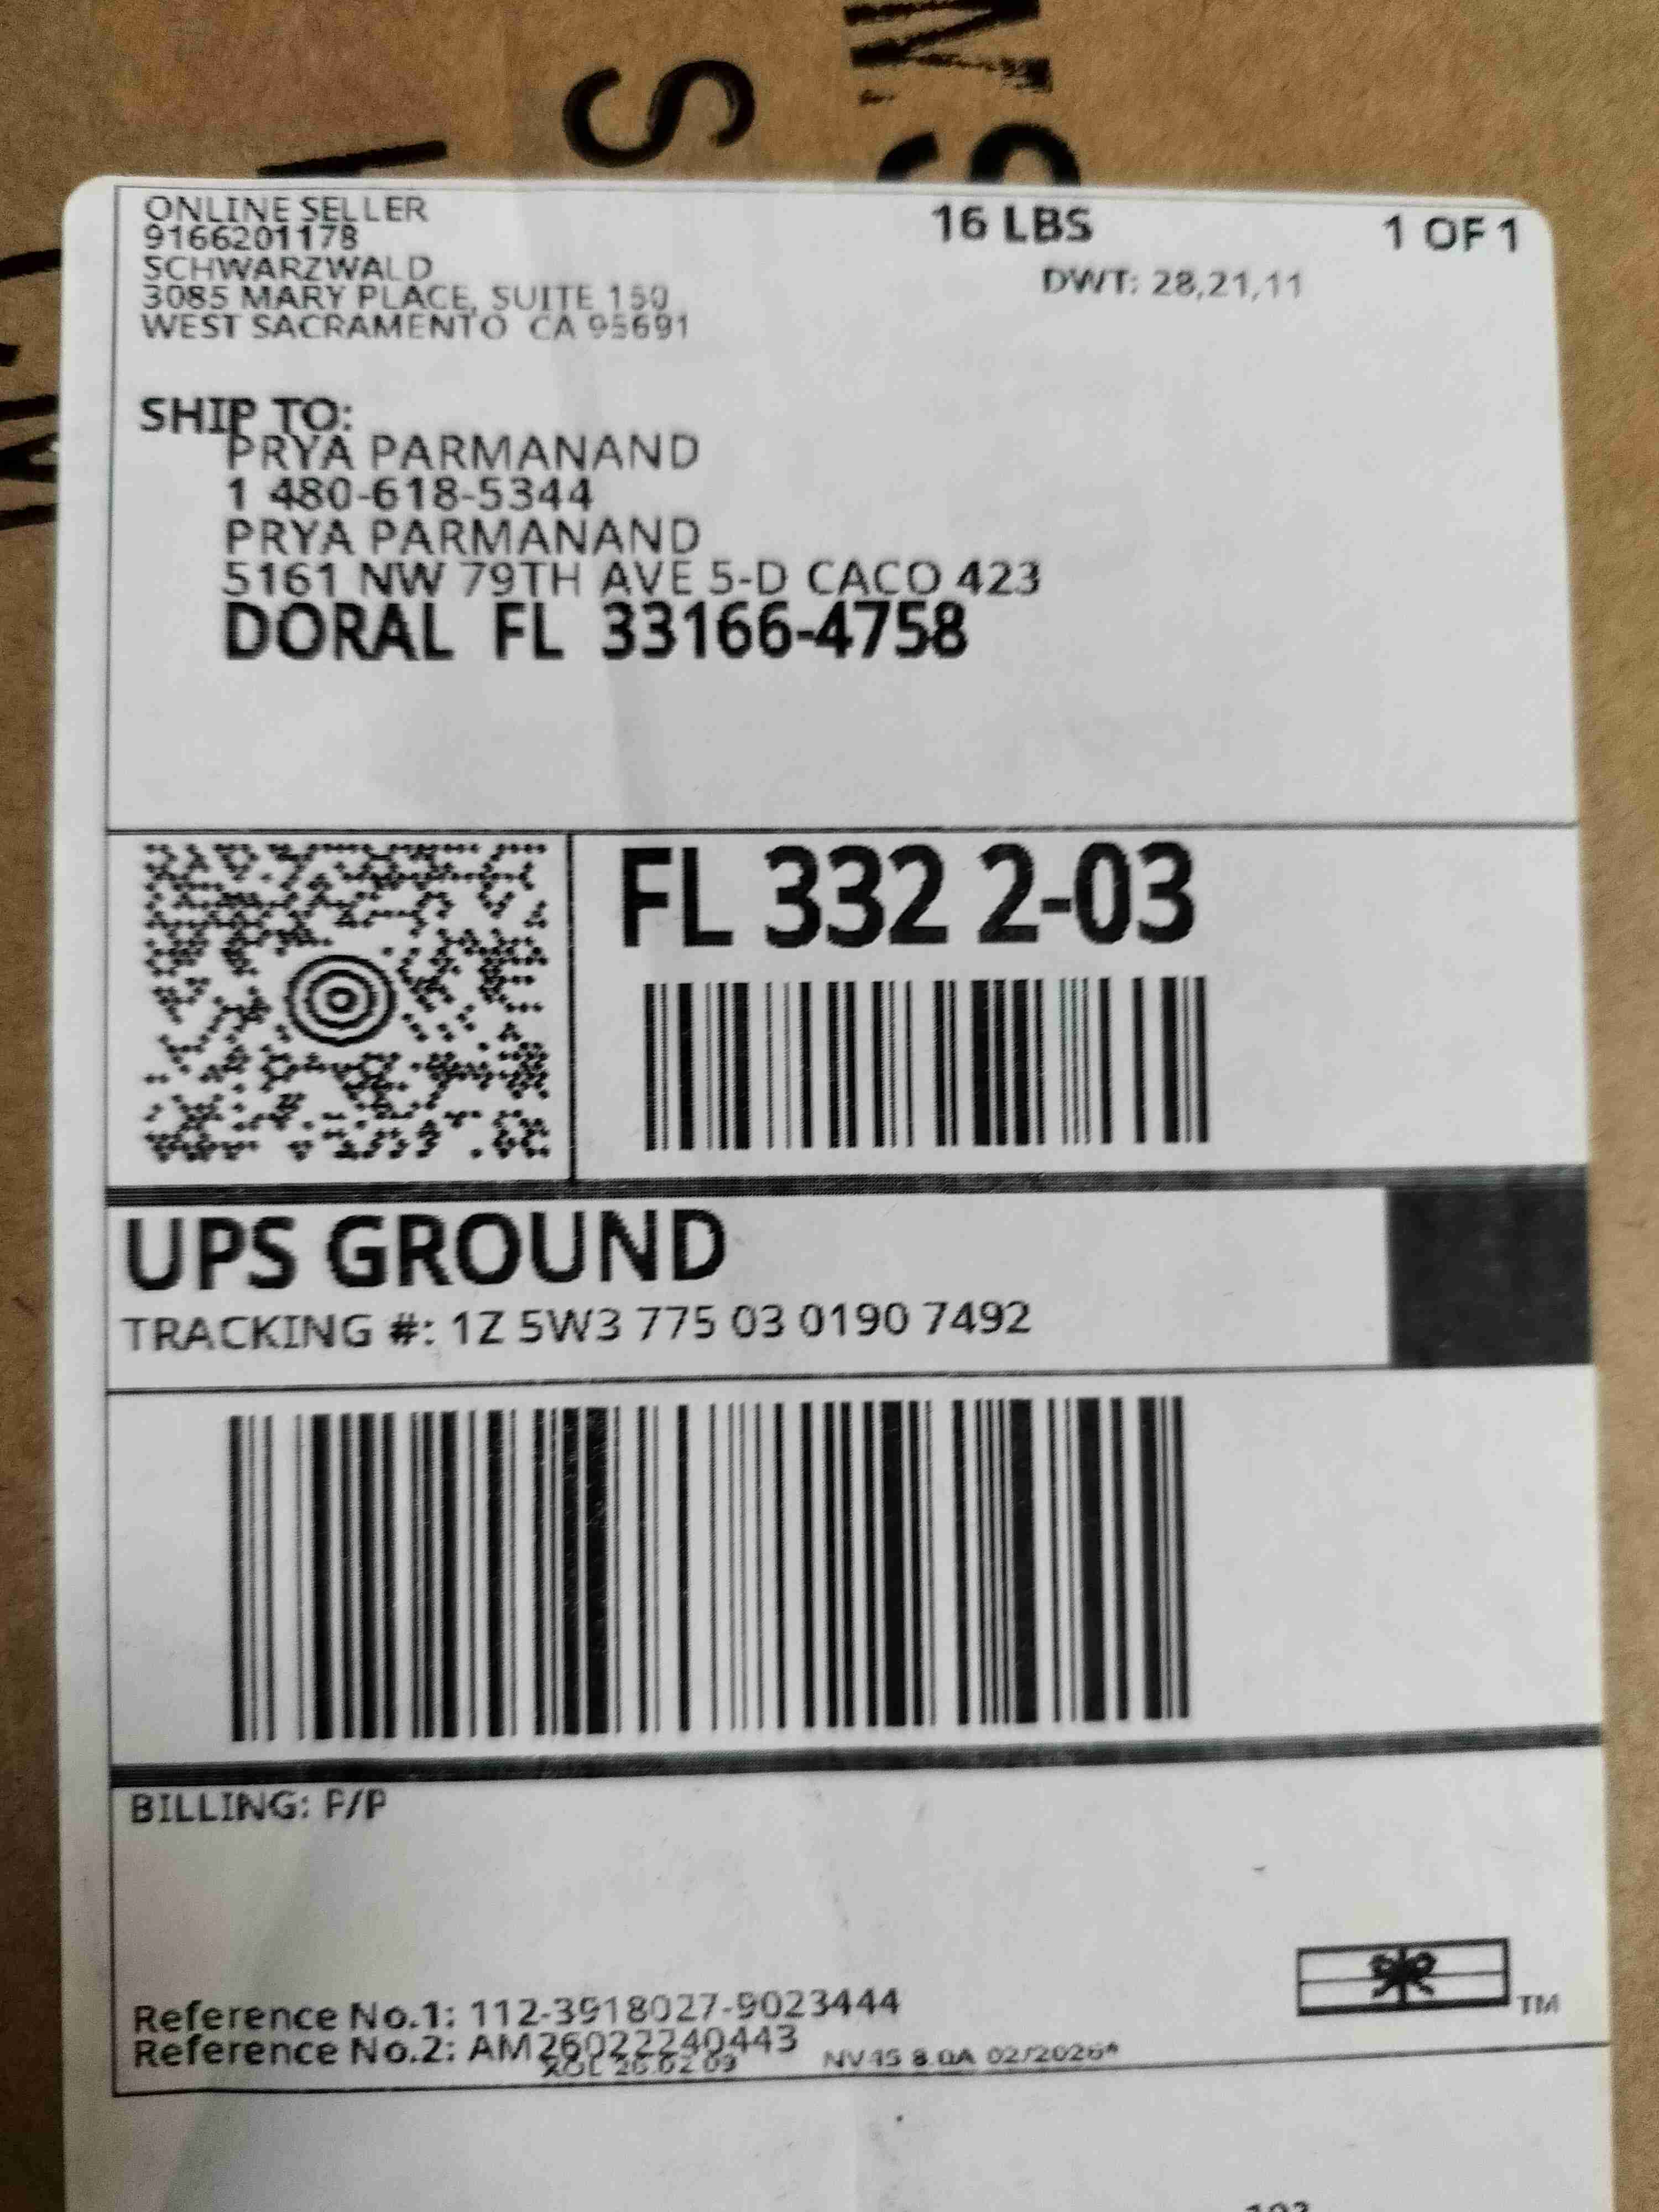 ONLINE SELLER
9166201178
SCHWARZWALD
3085 MARY PLACE, SUITE 150
WEST SACRAMENTO CA 95691
16 LBS
1 OF 1
DWT: 28,21,11
SHIP TO:
PRYA PARMANAND
1 480-618-5344
PRYA PARMANAND
5161 NW 79TH AVE 5-D CACO 423
DORAL FL 33166-4758
FL 332 2-03
UPS GROUND
TRACKING #: 1Z 5W3 775 03 0190 7492
BILLING: P/P
TM
Reference No.1: 112-3918027-9023444
Reference No.2: AM26022240443
XOL 26.02.09 NV45 8.0A 02/2026*